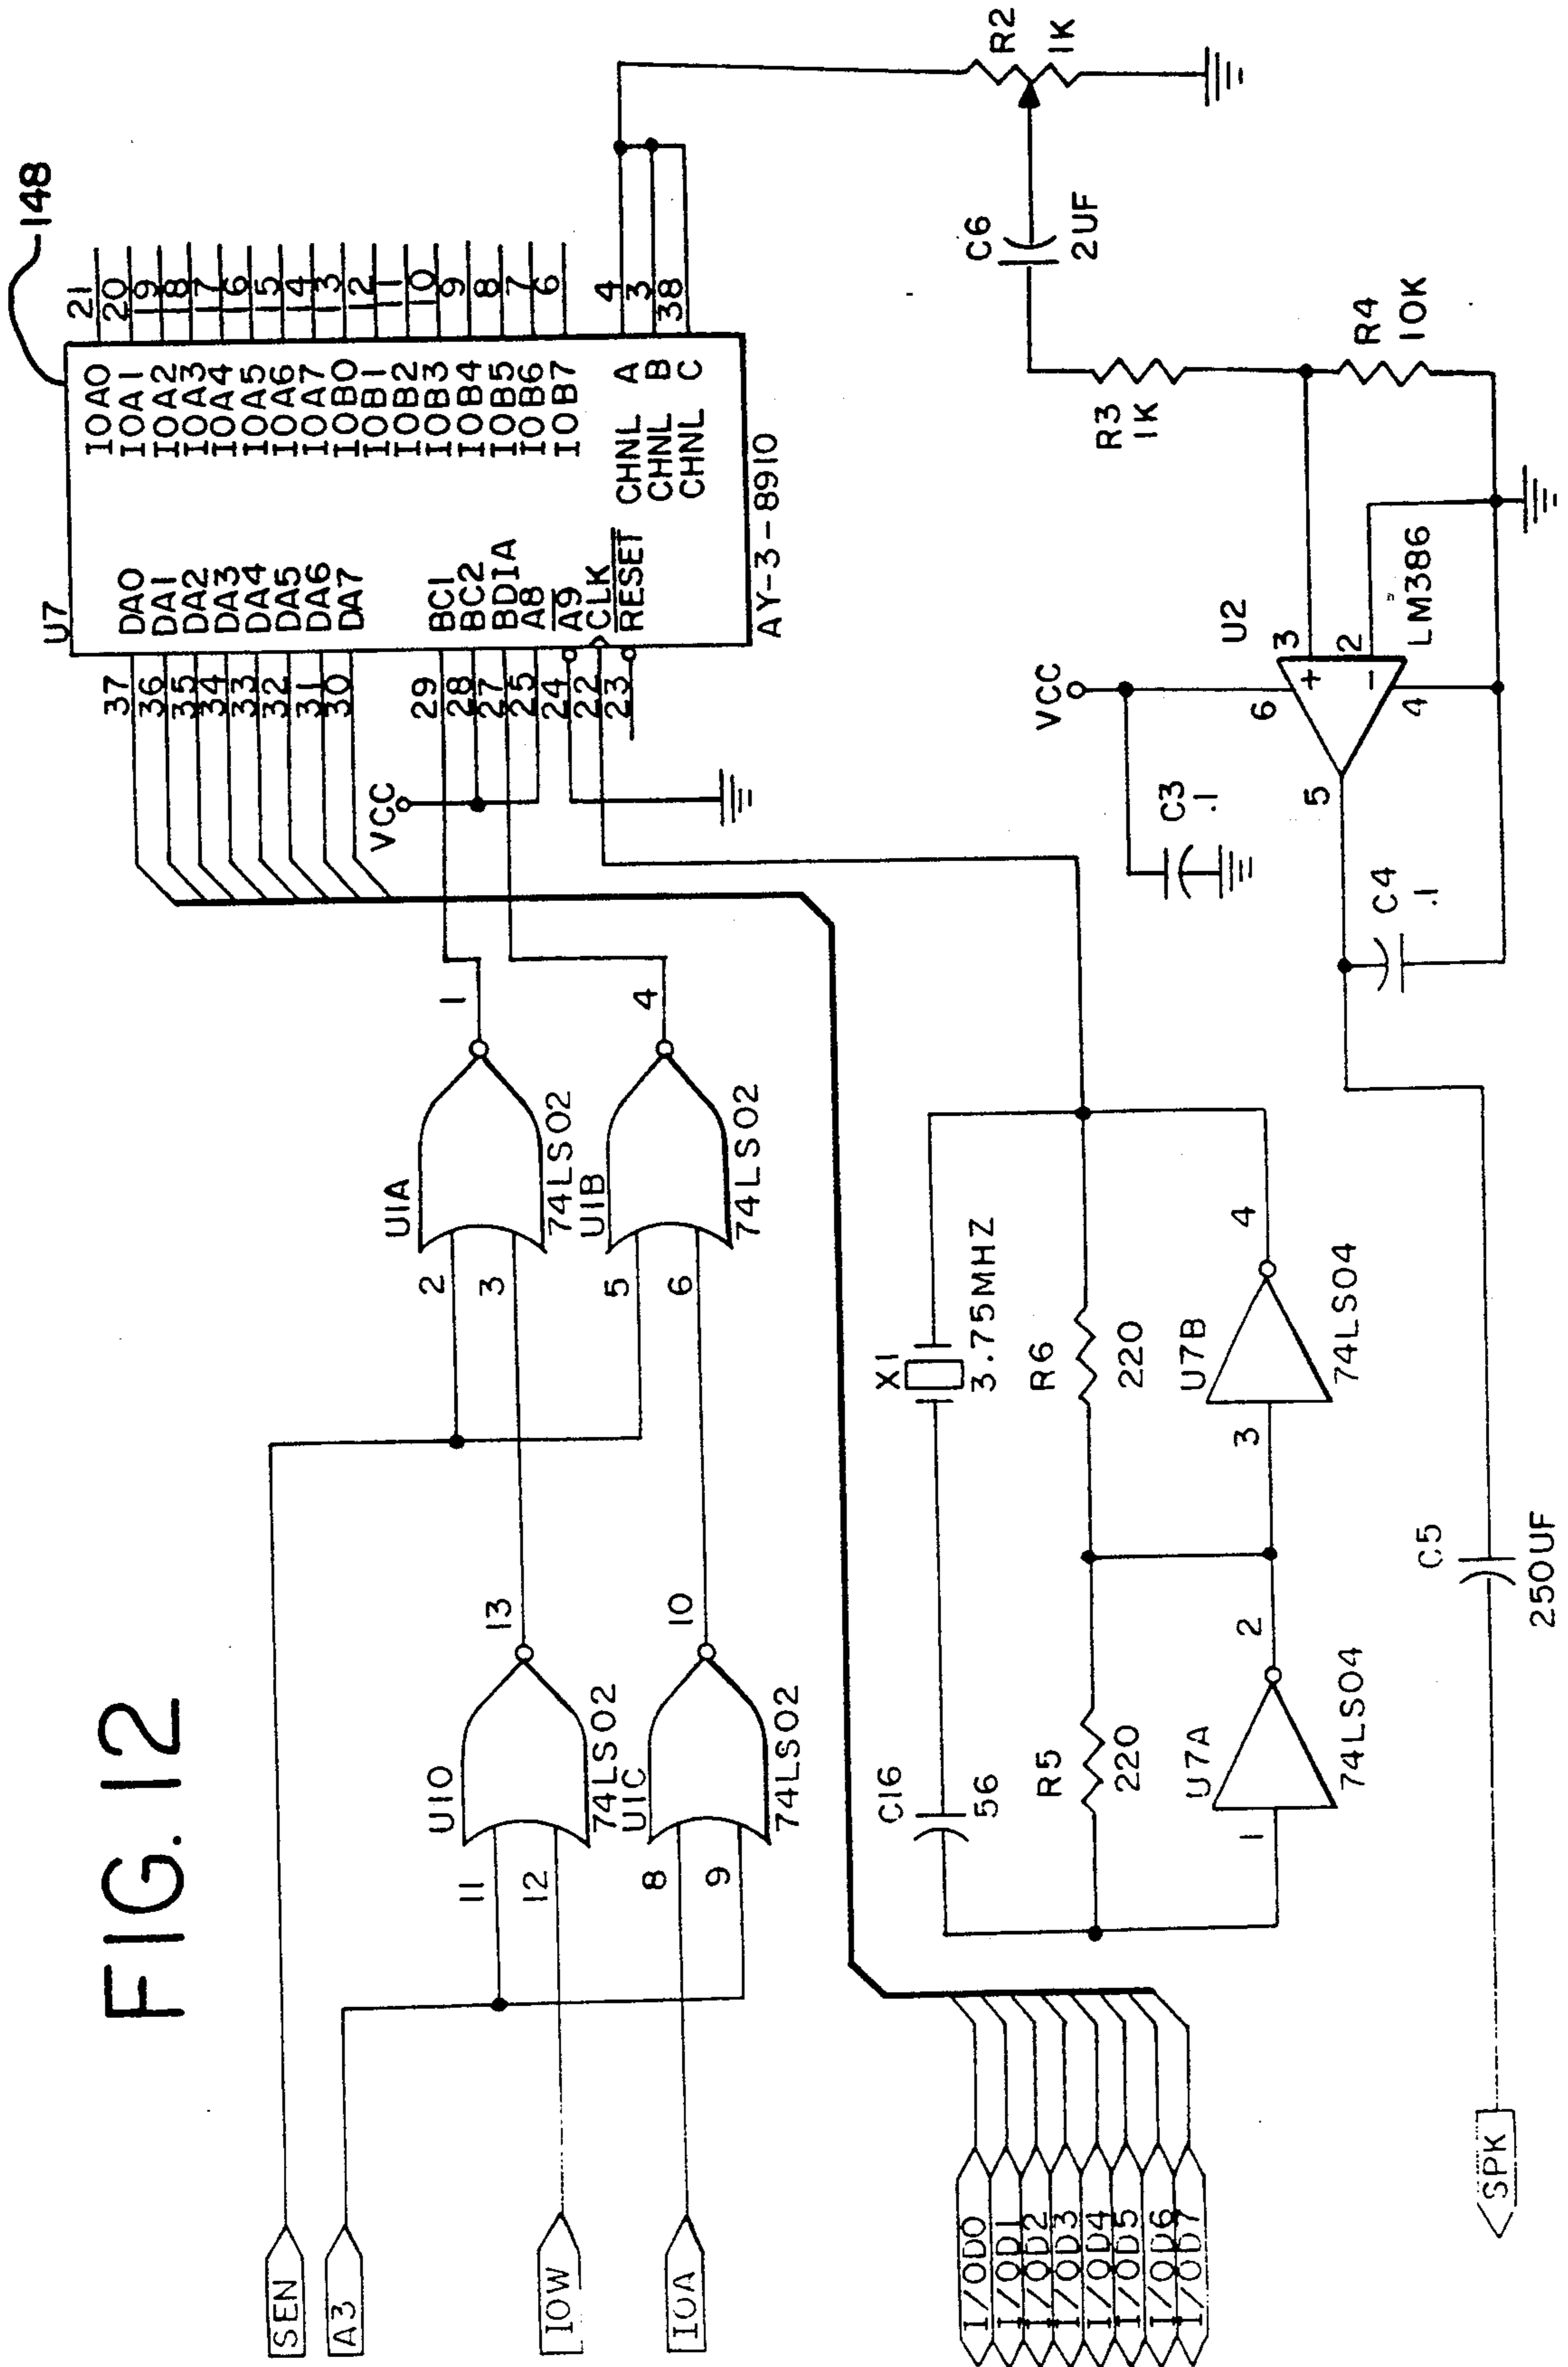 FIG. 12
148
U7
DA0
DA1
DA2
DA3
DA4
DA5
DA6
DA7
BC1
BC2
BDIA
A8
A9
CLK
RESET
IOA0
IOA1
IOA2
IOA3
IOA4
IOA5
IOA6
IOA7
IOB0
IOB1
IOB2
IOB3
IOB4
IOB5
IOB6
IOB7
CHNL A
CHNL B
CHNL C
AY-3-8910
37
36
35
34
33
32
31
30
29
28
27
25
24
22
23
21
20
19
18
17
16
15
14
13
12
11
10
9
8
7
6
4
3
38
VCC
SEN
A3
IOW
IOA
U1O
11
12
13
74LS02
U1C
8
9
10
74LS02
U1A
2
3
1
74LS02
U1B
5
6
4
74LS02
I/OD0
I/OD1
I/OD2
I/OD3
I/OD4
I/OD5
I/OD6
I/OD7
C16
56
X1
3.75MHZ
R5
220
R6
220
U7A
1
2
74LS04
U7B
3
4
74LS04
R2
1K
C6
2UF
R3
1K
R4
10K
VCC
C3
.1
U2
3
+
2
-
6
4
5
LM386
C4
.1
C5
250UF
SPK